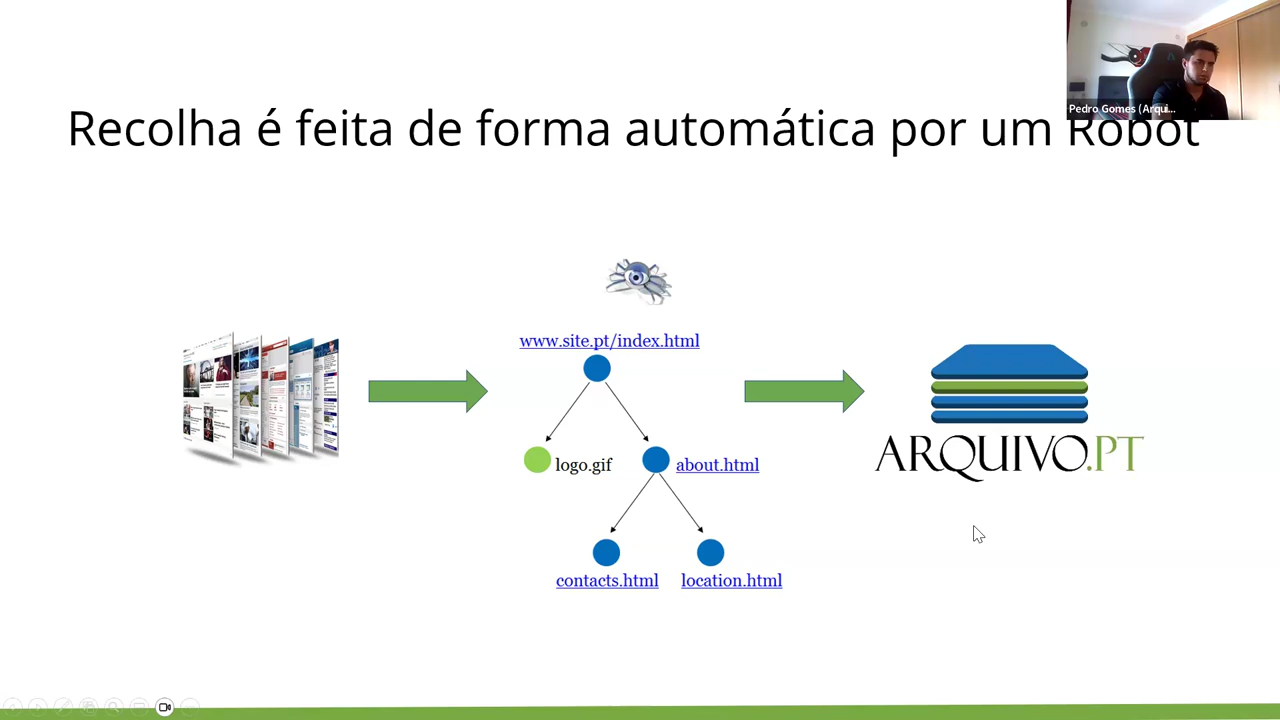 Pedro Gomes (Arqui...
Recolha é feita de forma automática por um Robot
www.site.pt/index.html
logo.gif
about.html
contacts.html
location.html
ARQUIVO.PT